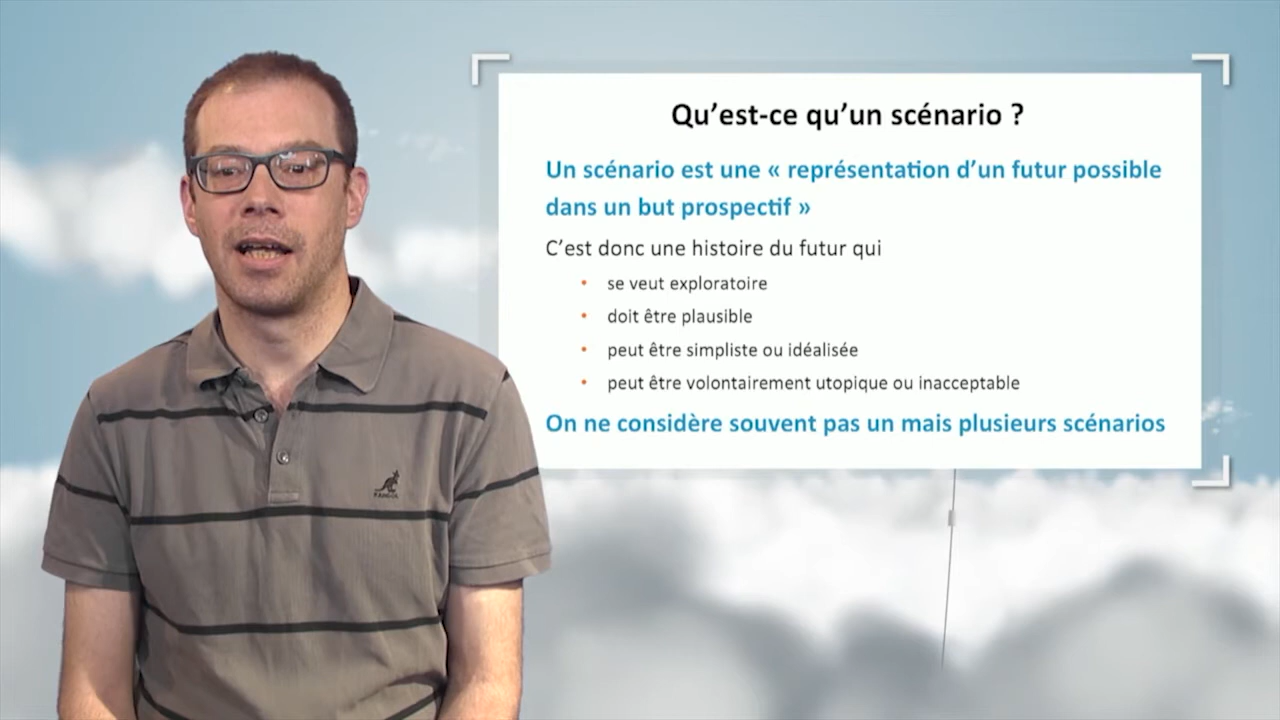 Qu’est-ce qu’un scénario ?
Un scénario est une « représentation d’un futur possible
dans un but prospectif »
C’est donc une histoire du futur qui
• se veut exploratoire
• doit être plausible
• peut être simpliste ou idéalisée
• peut être volontairement utopique ou inacceptable
On ne considère souvent pas un mais plusieurs scénarios
KANGOL